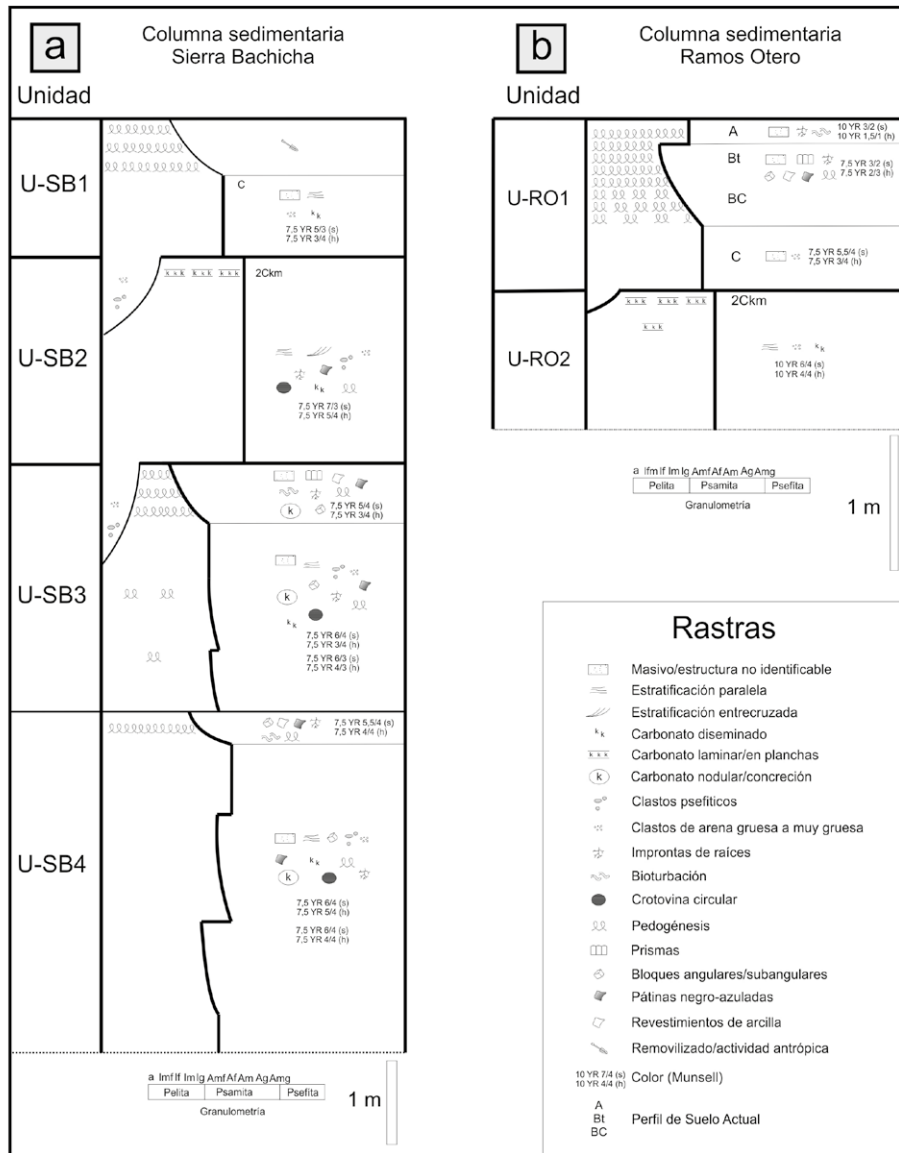 a
Columna sedimentaria
Sierra Bachicha
Unidad
U-SB1
C
k k
7,5 YR 5/3 (s)
7,5 YR 3/4 (h)
U-SB2
k k k k k k k k k
2Ckm
k k
7,5 YR 7/3 (s)
7,5 YR 5/4 (h)
U-SB3
k
7,5 YR 5/4 (s)
7,5 YR 3/4 (h)
k
k k
7,5 YR 6/4 (s)
7,5 YR 3/4 (h)
7,5 YR 6/3 (s)
7,5 YR 4/3 (h)
U-SB4
7,5 YR 5,5/4 (s)
7,5 YR 4/4 (h)
k k
k
7,5 YR 6/4 (s)
7,5 YR 5/4 (h)
7,5 YR 6/4 (s)
7,5 YR 4/4 (h)
a lmf lf lm lg Amf Af Am Ag Amg
Pelita Psamita Psefita
Granulometría
1 m
b
Columna sedimentaria
Ramos Otero
Unidad
U-RO1
A
10 YR 3/2 (s)
10 YR 1,5/1 (h)
Bt
7,5 YR 3/2 (s)
7,5 YR 2/3 (h)
BC
C
7,5 YR 5,5/4 (s)
7,5 YR 3/4 (h)
U-RO2
k k k k k k k k k
2Ckm
k k k
k k
10 YR 6/4 (s)
10 YR 4/4 (h)
a lfm lf lm lg Amf Af Am Ag Amg
Pelita Psamita Psefita
Granulometría
1 m
Rastras
Masivo/estructura no identificable
Estratificación paralela
Estratificación entrecruzada
k k Carbonato diseminado
k k k Carbonato laminar/en planchas
k Carbonato nodular/concreción
Clastos psefíticos
Clastos de arena gruesa a muy gruesa
Improntas de raíces
Bioturbación
Crotovina circular
Pedogénesis
Prismas
Bloques angulares/subangulares
Pátinas negro-azuladas
Revestimientos de arcilla
Removilizado/actividad antrópica
10 YR 7/4 (s)
10 YR 4/4 (h)
Color (Munsell)
A
Bt
BC
Perfil de Suelo Actual